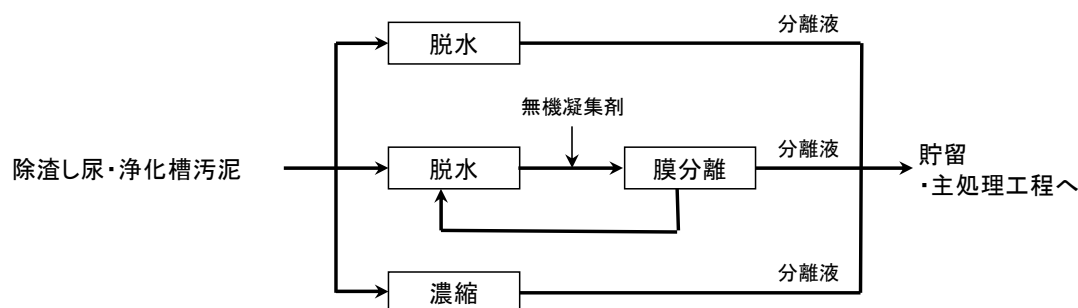 分離液
脱水
無機凝集剤
除渣し尿・浄化槽汚泥
脱水
膜分離
分離液
貯留
・主処理工程へ
分離液
濃縮